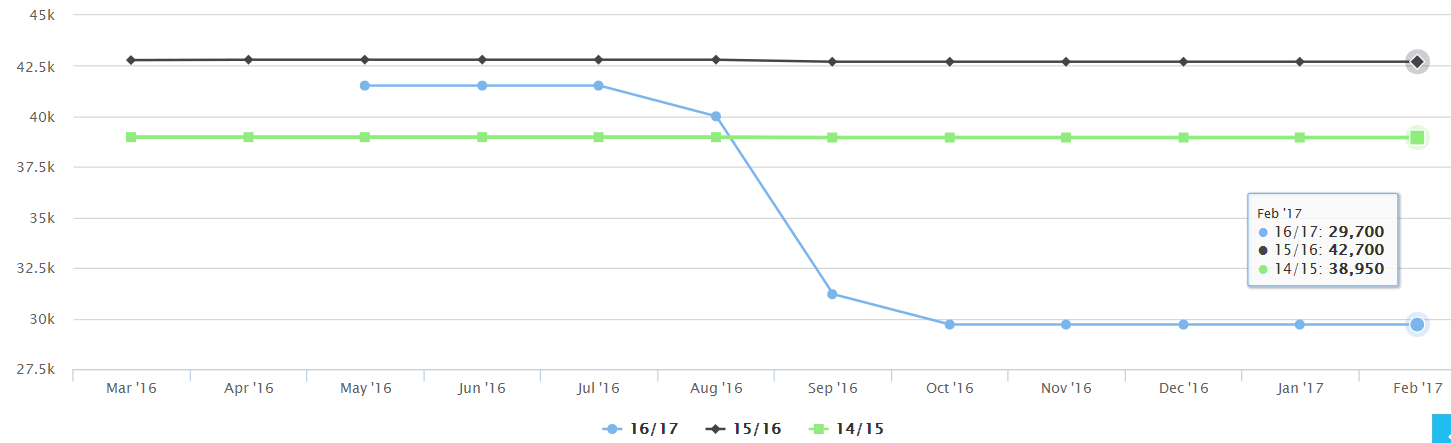 45k
42.5k
40k
37.5k
35k
32.5k
30k
27.5k
Feb '17
16/17: 29,700
15/16: 42,700
14/15: 38,950
Mar '16 Apr '16 May '16 Jun '16 Jul '16 Aug '16 Sep '16 Oct '16 Nov '16 Dec '16 Jan '17 Feb '17
16/17 15/16 14/15